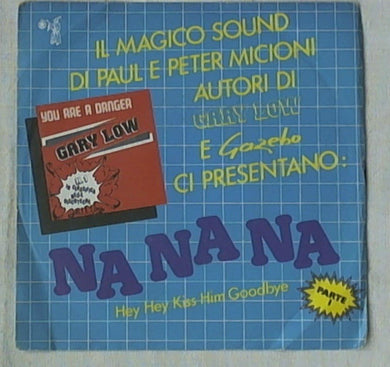 IL MAGICO SOUND
DI PAUL E PETER MICIONI
AUTORI DI
GARY LOW
E Gazebo
CI PRESENTANO:
YOU ARE A DANGER
GARY LOW
NA NA NA
Hey Hey Kiss Him Goodbye
PARTE
1